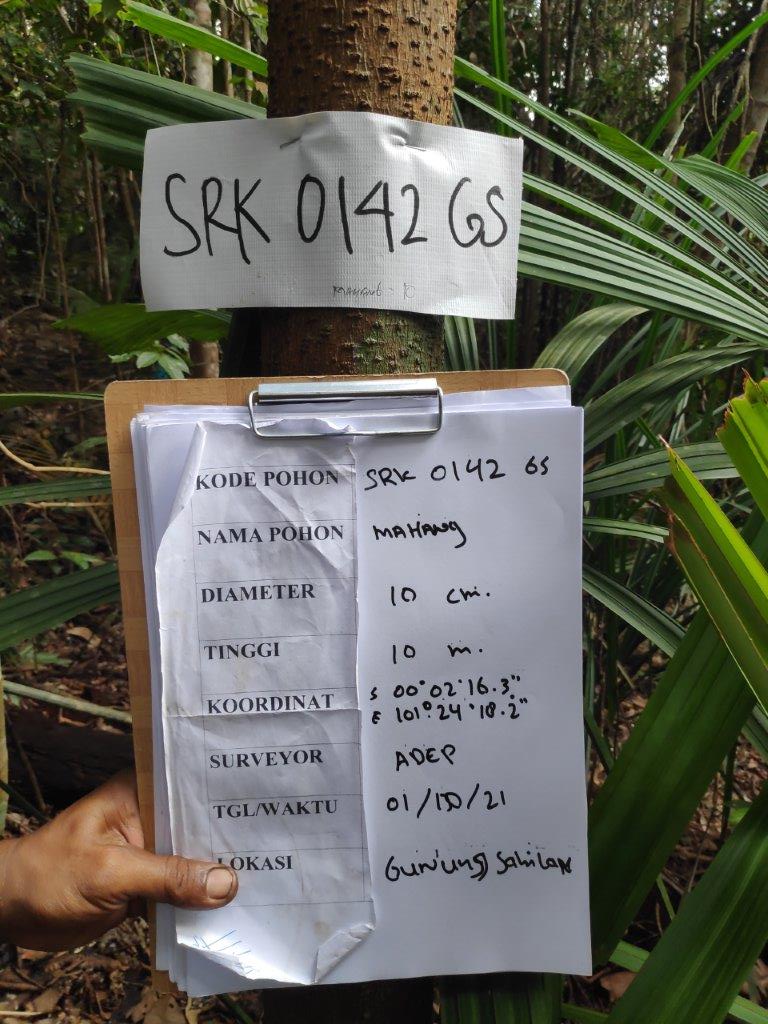 SRK 0142 GS
MAHANG - 10
KODE POHON SRK 0142 GS
NAMA POHON MAHANG
DIAMETER 10 cm.
TINGGI 10 m.
KOORDINAT S 00°02'16.3"
E 101°24'18.2"
SURVEYOR ADEP
TGL/WAKTU 01/10/21
LOKASI Gunung Sahilan